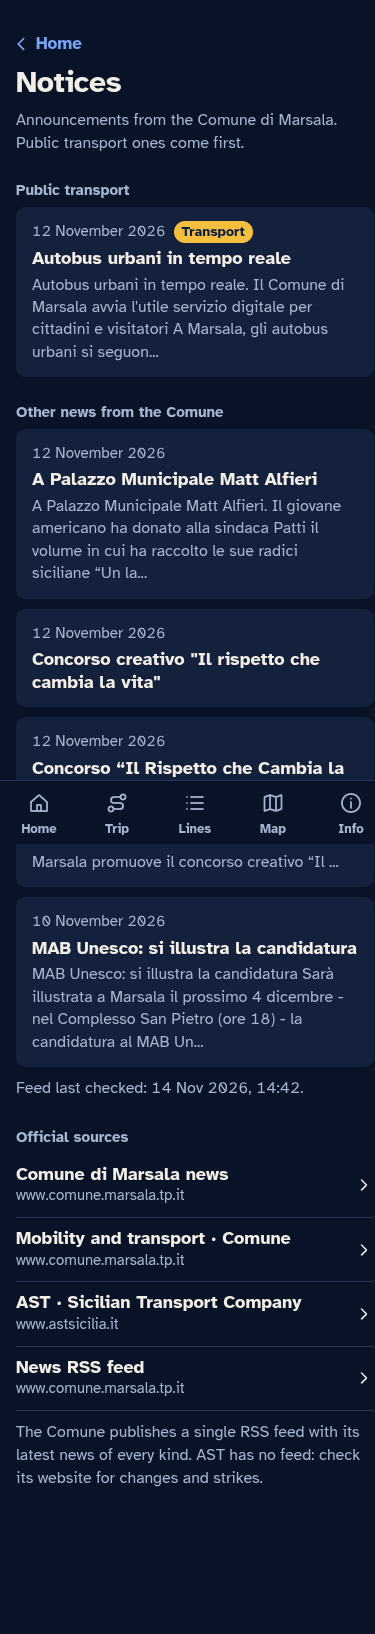 Home
Notices
Announcements from the Comune di Marsala.
Public transport ones come first.
Public transport
12 November 2026 Transport
Autobus urbani in tempo reale
Autobus urbani in tempo reale. Il Comune di
Marsala avvia l'utile servizio digitale per
cittadini e visitatori A Marsala, gli autobus
urbani si seguon...
Other news from the Comune
12 November 2026
A Palazzo Municipale Matt Alfieri
A Palazzo Municipale Matt Alfieri. Il giovane
americano ha donato alla sindaca Patti il
volume in cui ha raccolto le sue radici
siciliane “Un la...
12 November 2026
Concorso creativo "Il rispetto che
cambia la vita"
12 November 2026
Concorso “Il Rispetto che Cambia la
Home Trip Lines Map Info
Marsala promuove il concorso creativo “Il ...
10 November 2026
MAB Unesco: si illustra la candidatura
MAB Unesco: si illustra la candidatura Sarà
illustrata a Marsala il prossimo 4 dicembre -
nel Complesso San Pietro (ore 18) - la
candidatura al MAB Un...
Feed last checked: 14 Nov 2026, 14:42.
Official sources
Comune di Marsala news
www.comune.marsala.tp.it
Mobility and transport · Comune
www.comune.marsala.tp.it
AST · Sicilian Transport Company
www.astsicilia.it
News RSS feed
www.comune.marsala.tp.it
The Comune publishes a single RSS feed with its
latest news of every kind. AST has no feed: check
its website for changes and strikes.